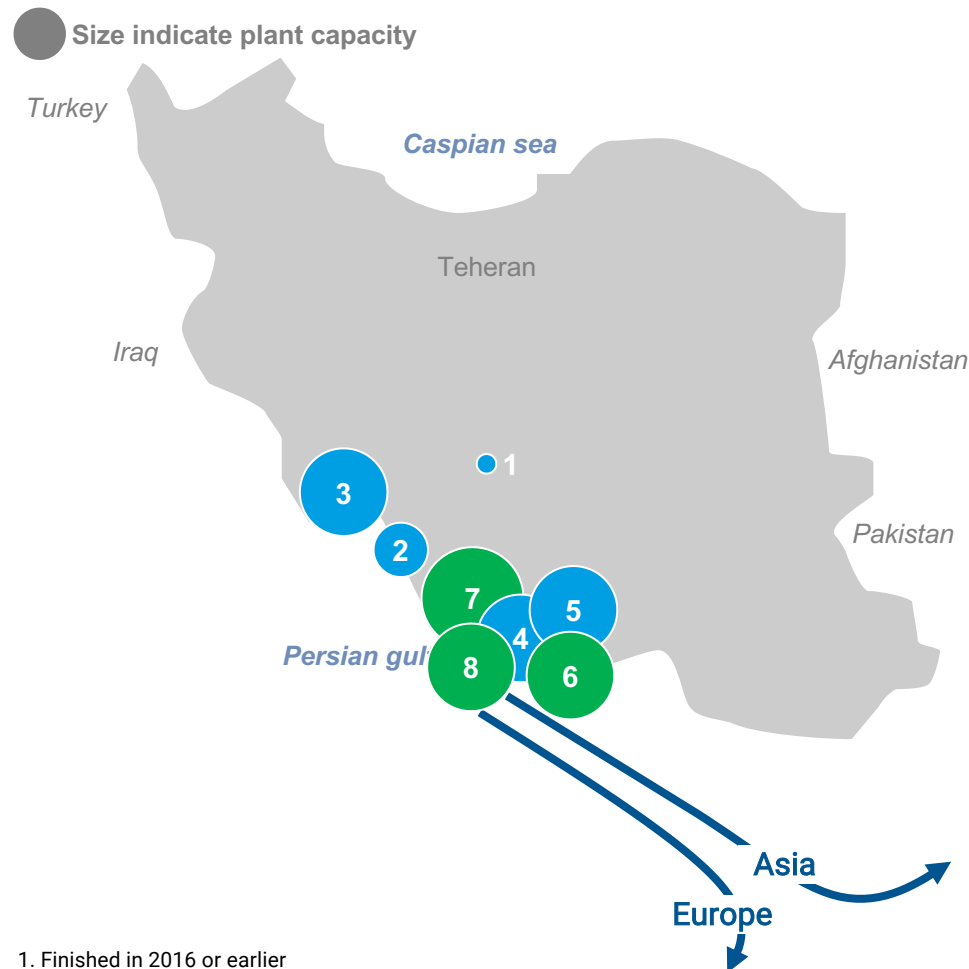 Size indicate plant capacity
Turkey
Caspian sea
Teheran
Iraq
Afghanistan
1
3
2
Pakistan
7
5
4
Persian gul
8
6
Asia
Europe
1. Finished in 2016 or earlier